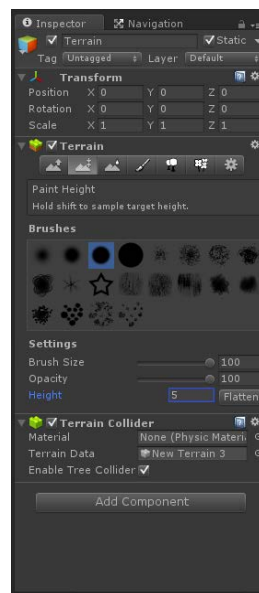 Inspector Navigation
Terrain Static
Tag Untagged Layer Default
Transform
Position X 0 Y 0 Z 0
Rotation X 0 Y 0 Z 0
Scale X 1 Y 1 Z 1
Terrain
Paint Height
Hold shift to sample target height.
Brushes
Settings
Brush Size 100
Opacity 100
Height 5 Flatten
Terrain Collider
Material None (Physic Materi
Terrain Data New Terrain 3
Enable Tree Collider
Add Component